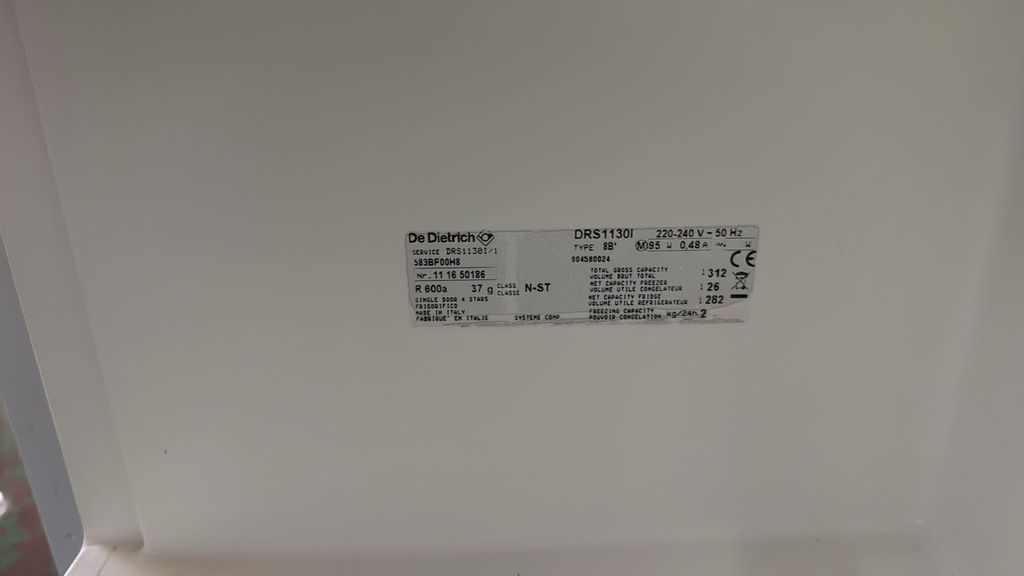 De Dietrich
SERVICE DRS1130I/1
583BF00H8
Nr. 11 16 50186
R 600a 37 g CLASS CLASSE N-ST
SINGLE DOOR 4 STARS
FRIGORIFICO
MADE IN ITALY
FABRIQUE' EN ITALIE SYSTEME COMP
DRS1130I 220-240 V ~ 50 Hz
TYPE 8B* M 95 W 0,48 A W
904580024
CE
TOTAL GROSS CAPACITY
VOLUME BRUT TOTAL l 312
NET CAPACITY FREEZER
VOLUME UTILE CONGELATEUR l 26
NET CAPACITY FRIDGE
VOLUME UTILE REFRIGERATEUR l 282
FREEZING CAPACITY
POUVOIR-CONGELATION kg/24h 2